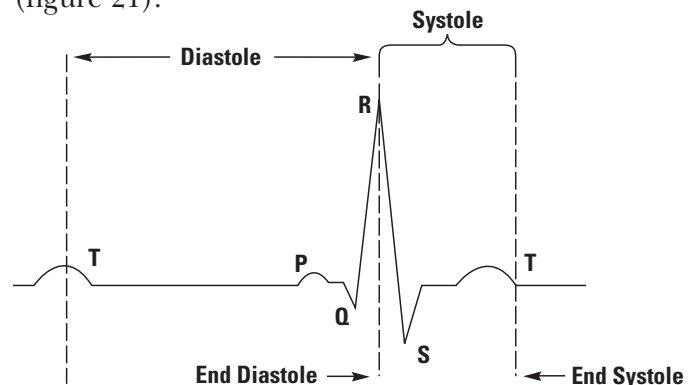 (figure 21).
Systole
Diastole
R
T
P
T
Q
S
End Diastole
End Systole